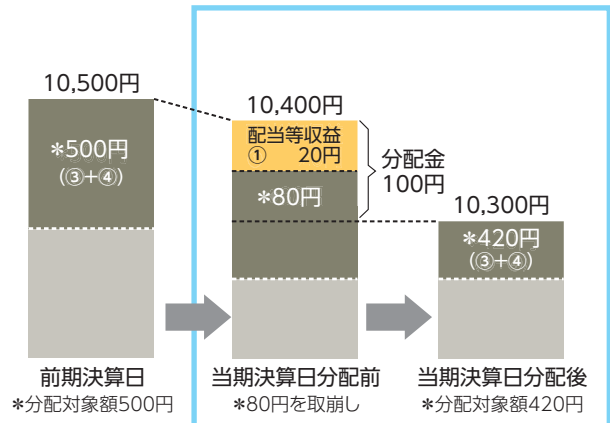 10,500円
＊500円
(③+④)
前期決算日
＊分配対象額500円
10,400円
配当等収益
① 20円
＊80円
分配金
100円
当期決算日分配前
＊80円を取崩し
10,300円
＊420円
(③+④)
当期決算日分配後
＊分配対象額420円